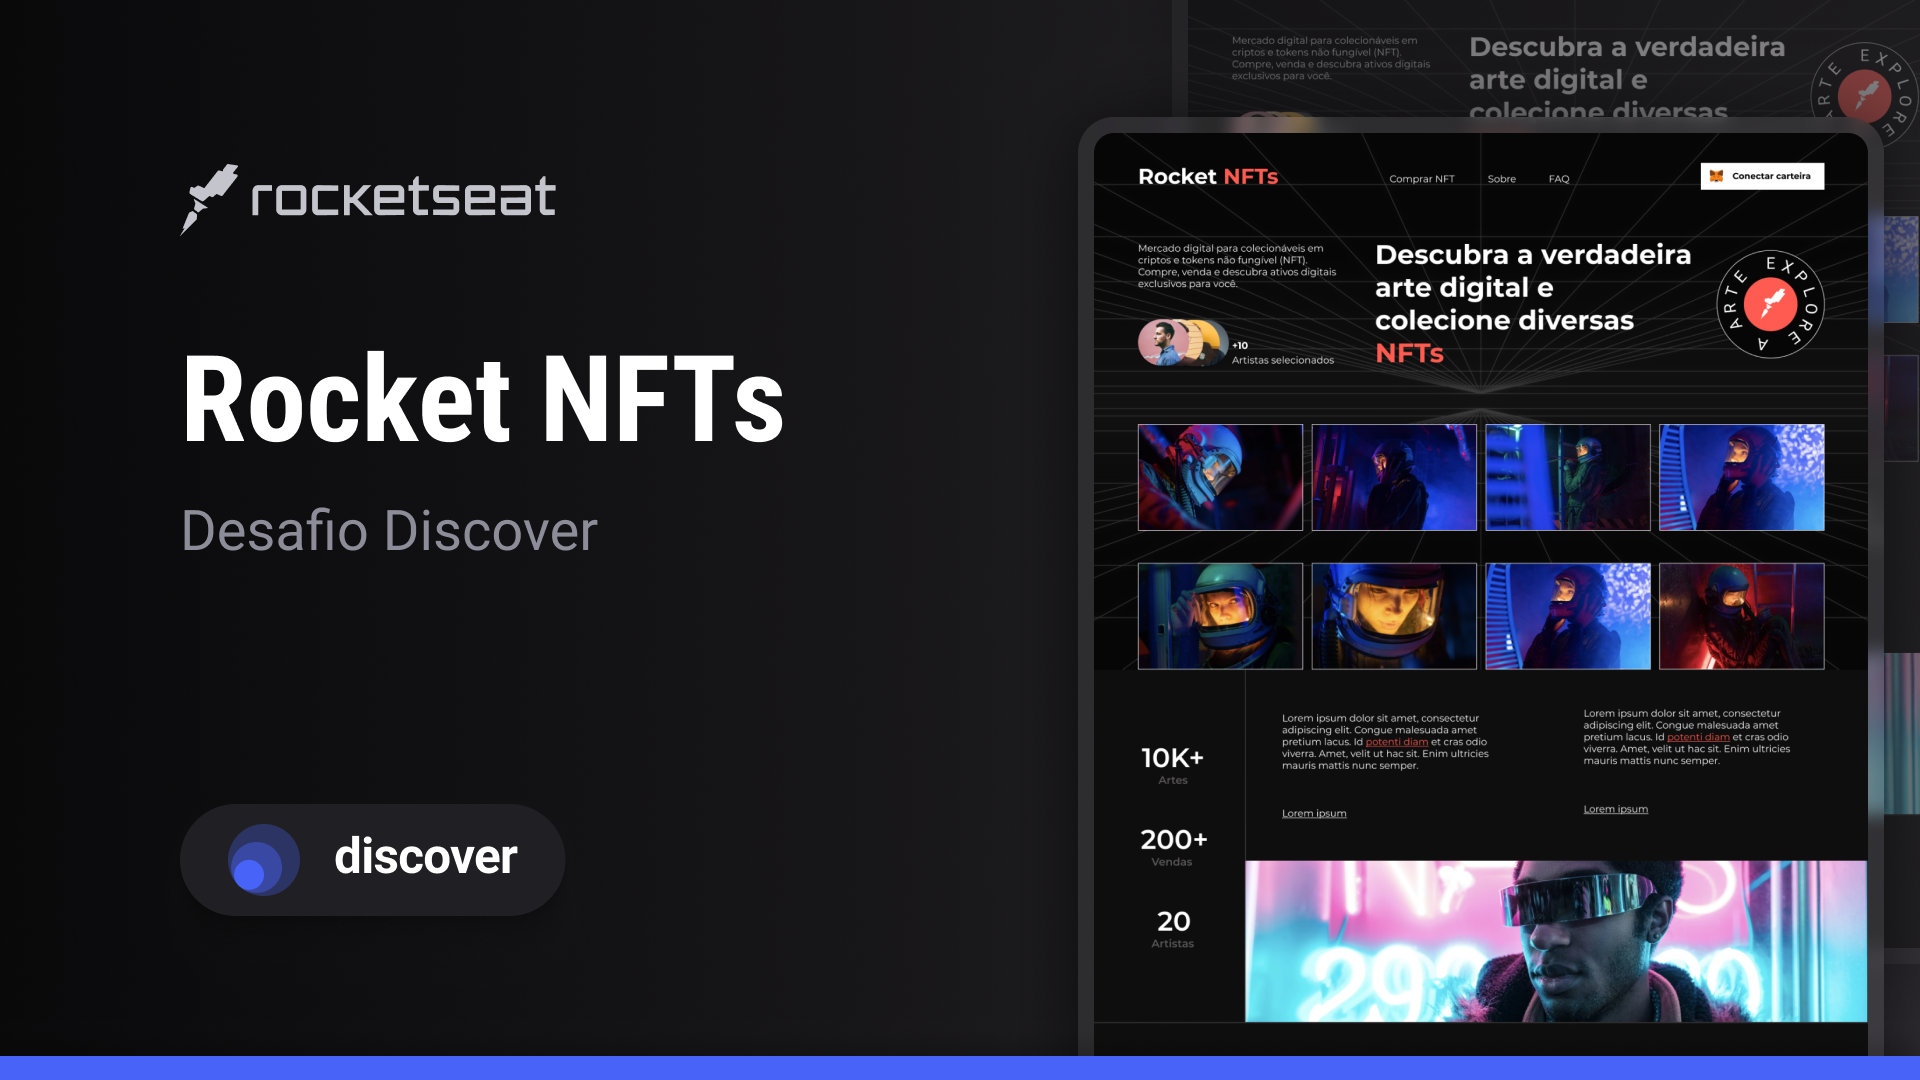 rocketseat
Rocket NFTs
Desafio Discover
discover
Mercado digital para colecionáveis em
criptos e tokens não fungível (NFT).
Compre, venda e descubra ativos digitais
exclusivos para você.
Descubra a verdadeira
arte digital e
colecione diversas
EXPLORE
ARTE
Rocket NFTs
Comprar NFT
Sobre
FAQ
Conectar carteira
Mercado digital para colecionáveis em
criptos e tokens não fungível (NFT).
Compre, venda e descubra ativos digitais
exclusivos para você.
+10
Artistas selecionados
Descubra a verdadeira
arte digital e
colecione diversas
NFTs
EXPLORE A ARTE
10K+
Artes
200+
Vendas
20
Artistas
Lorem ipsum dolor sit amet, consectetur
adipiscing elit. Congue malesuada amet
pretium lacus. Id potenti diam et cras odio
viverra. Amet, velit ut hac sit. Enim ultricies
mauris mattis nunc semper.
Lorem ipsum
Lorem ipsum dolor sit amet, consectetur
adipiscing elit. Congue malesuada amet
pretium lacus. Id potenti diam et cras odio
viverra. Amet, velit ut hac sit. Enim ultricies
mauris mattis nunc semper.
Lorem ipsum